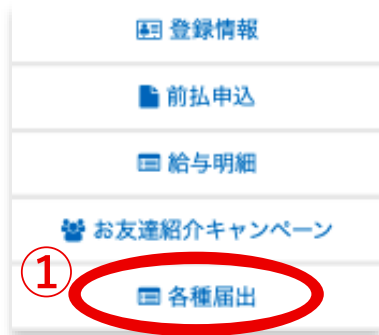 登録情報
前払申込
給与明細
お友達紹介キャンペーン
① 各種届出